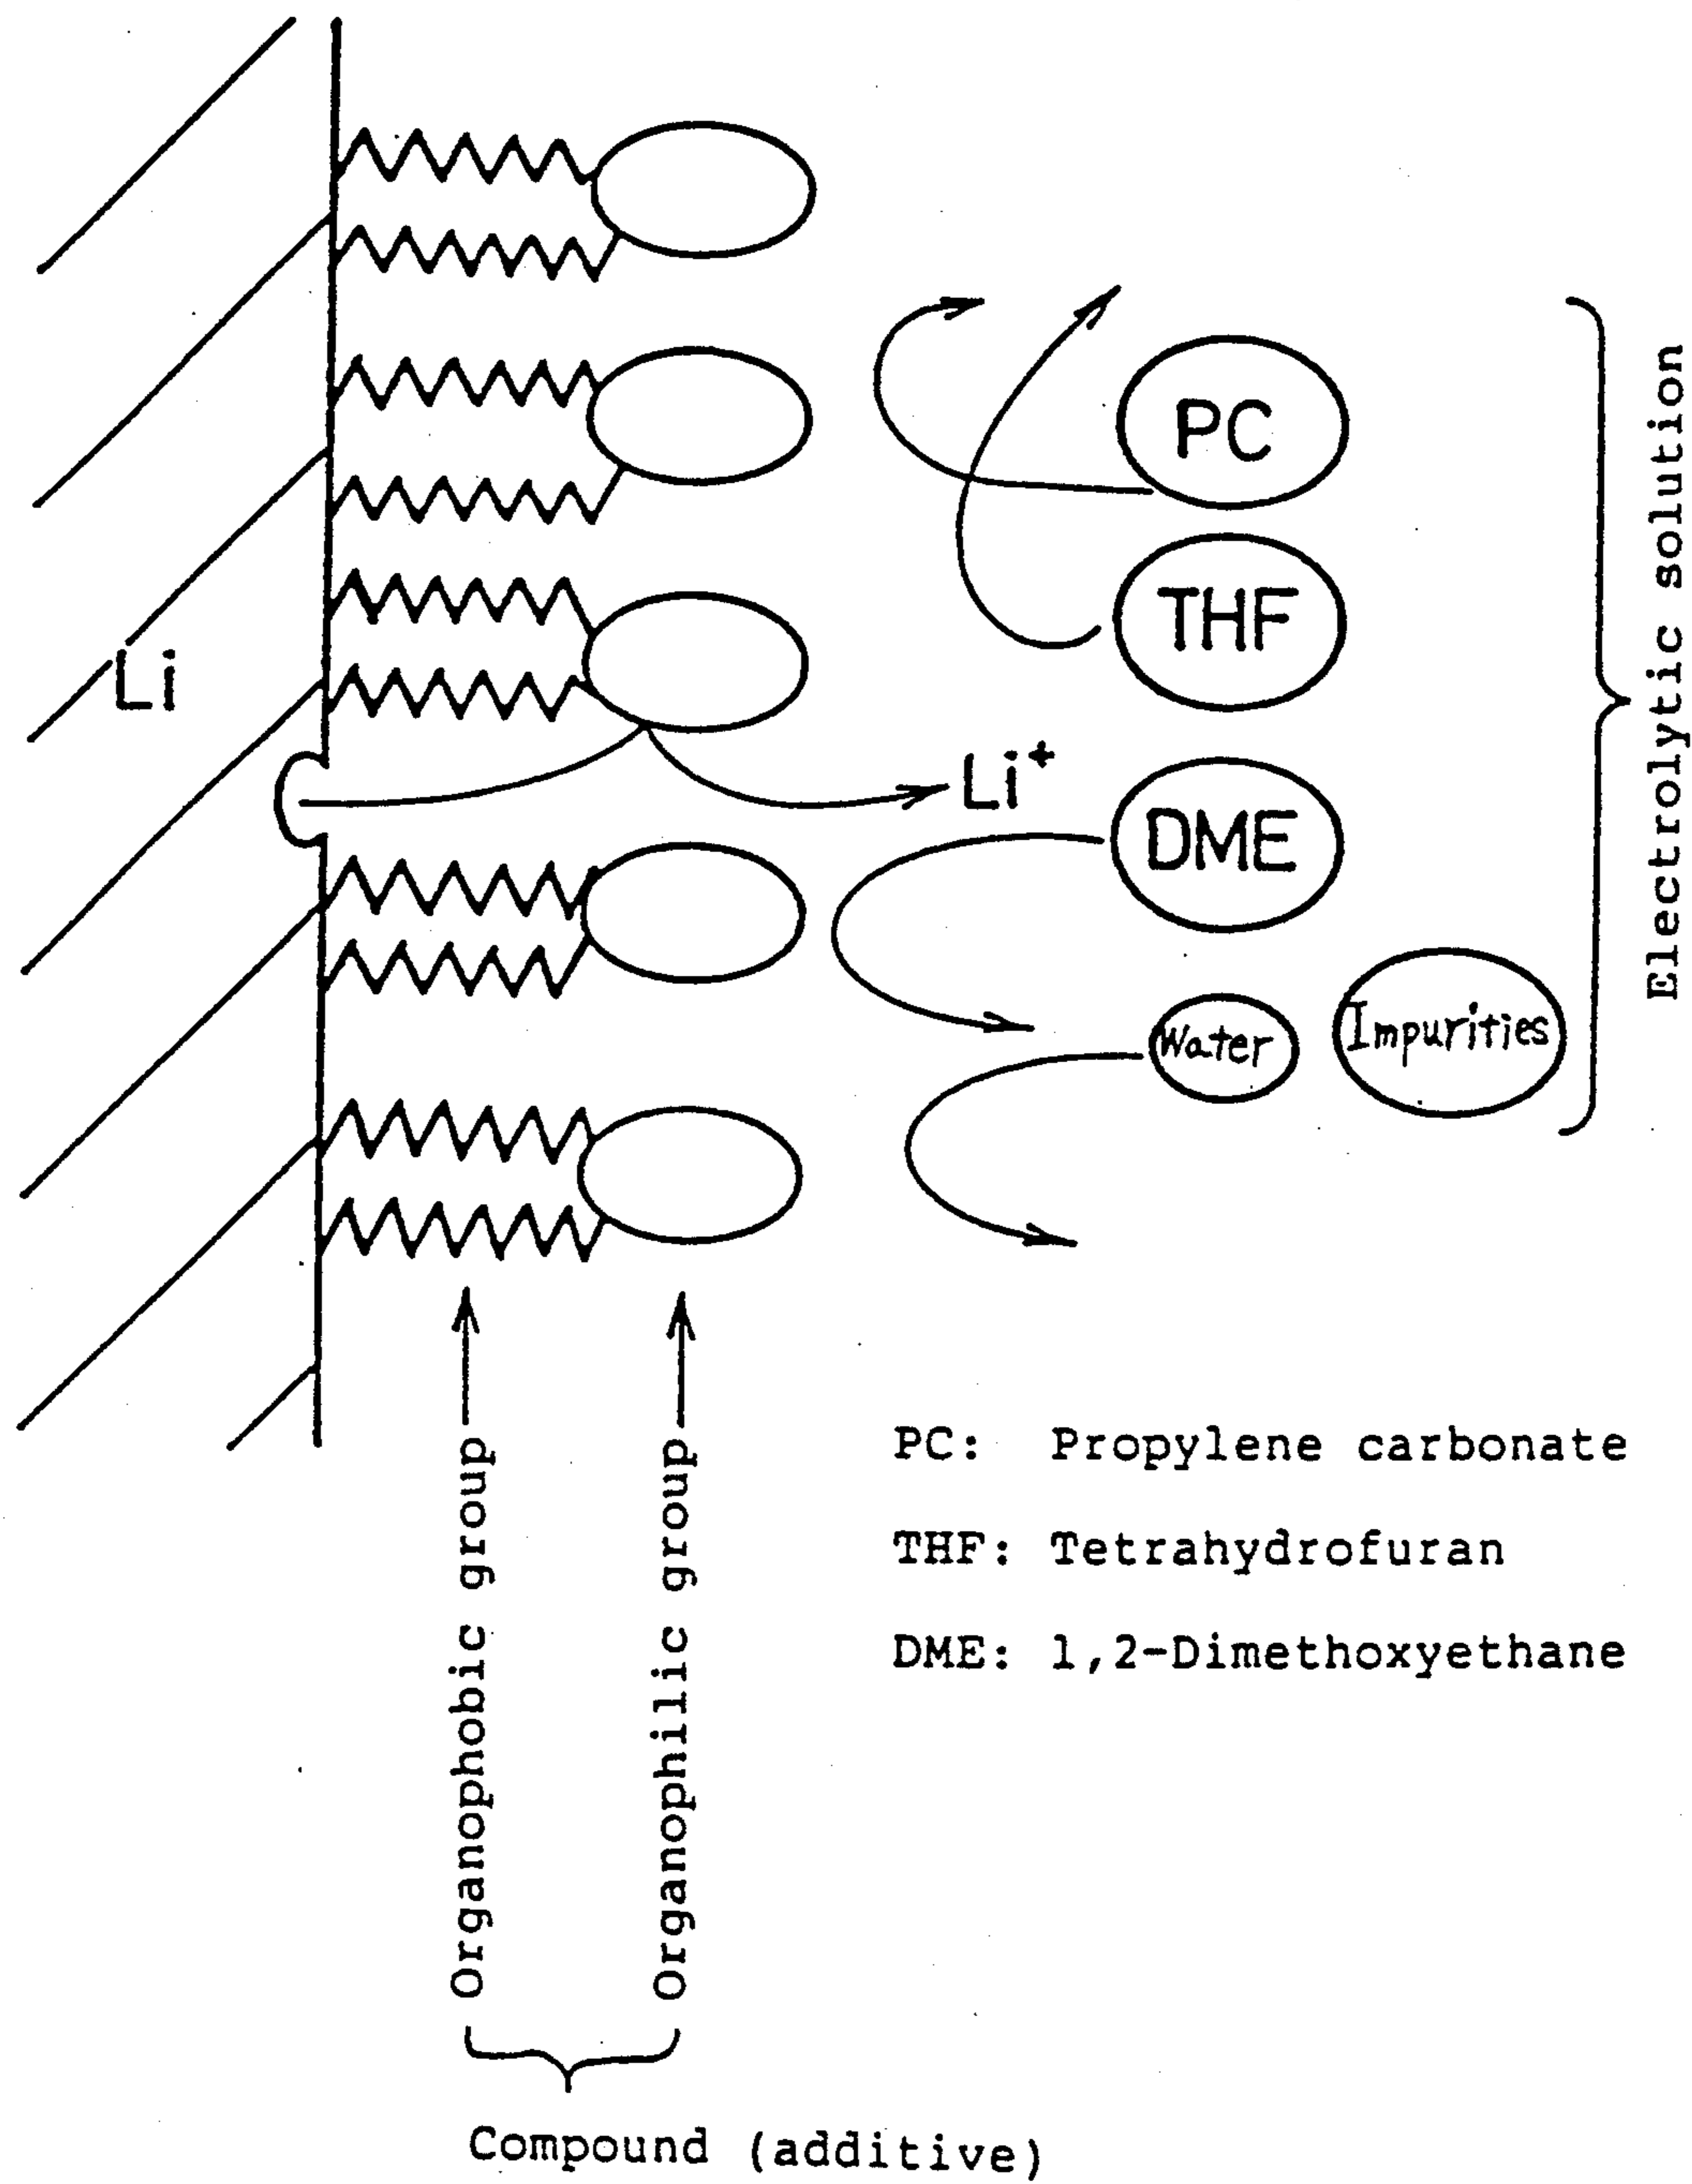 PC
THF
Li
Li⁺
DME
Water
Impurities
Electrolytic solution
Organophobic group
Organophilic group
PC: Propylene carbonate
THF: Tetrahydrofuran
DME: 1,2-Dimethoxyethane
Compound (additive)